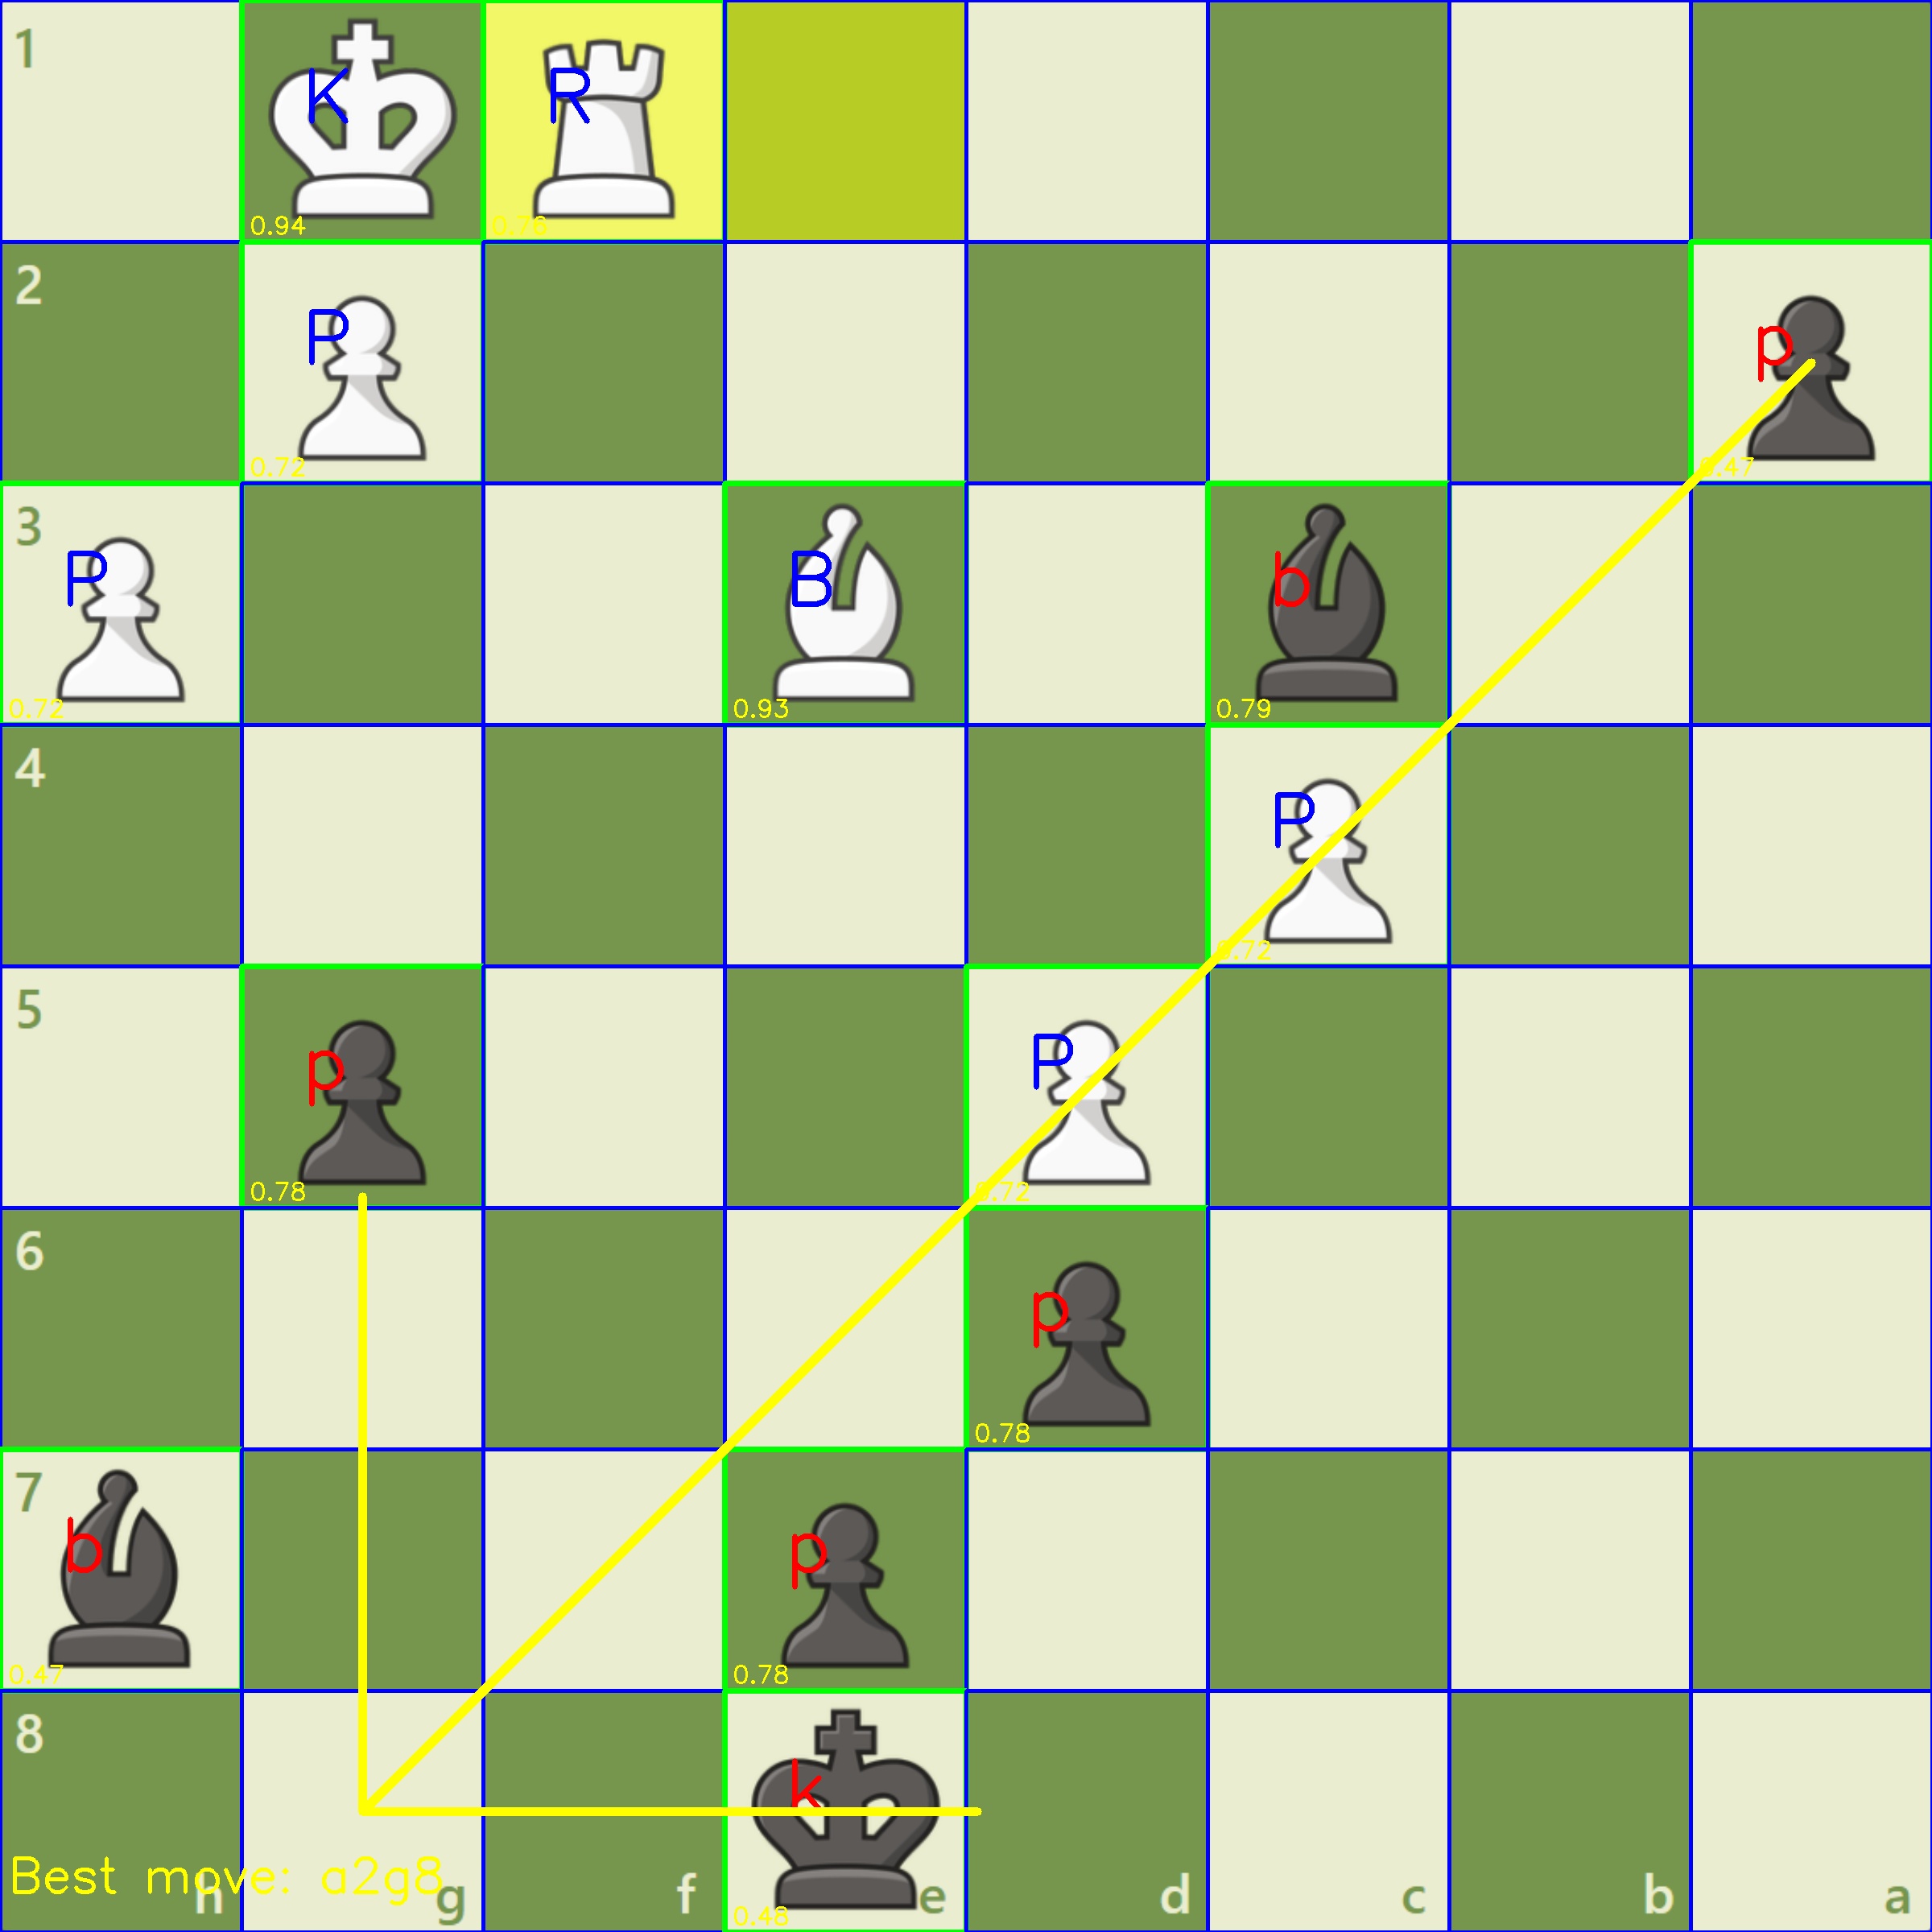 1 K R
0.94 0.76
2 P p
0.72 0.47
3 P B b
0.72 0.93 0.79
4 P
0.72
5 p P
0.78 0.72
6 p
0.78
7 b p
0.47 0.78
8 k
Best move: a2g8
h g f e d c b a
0.48